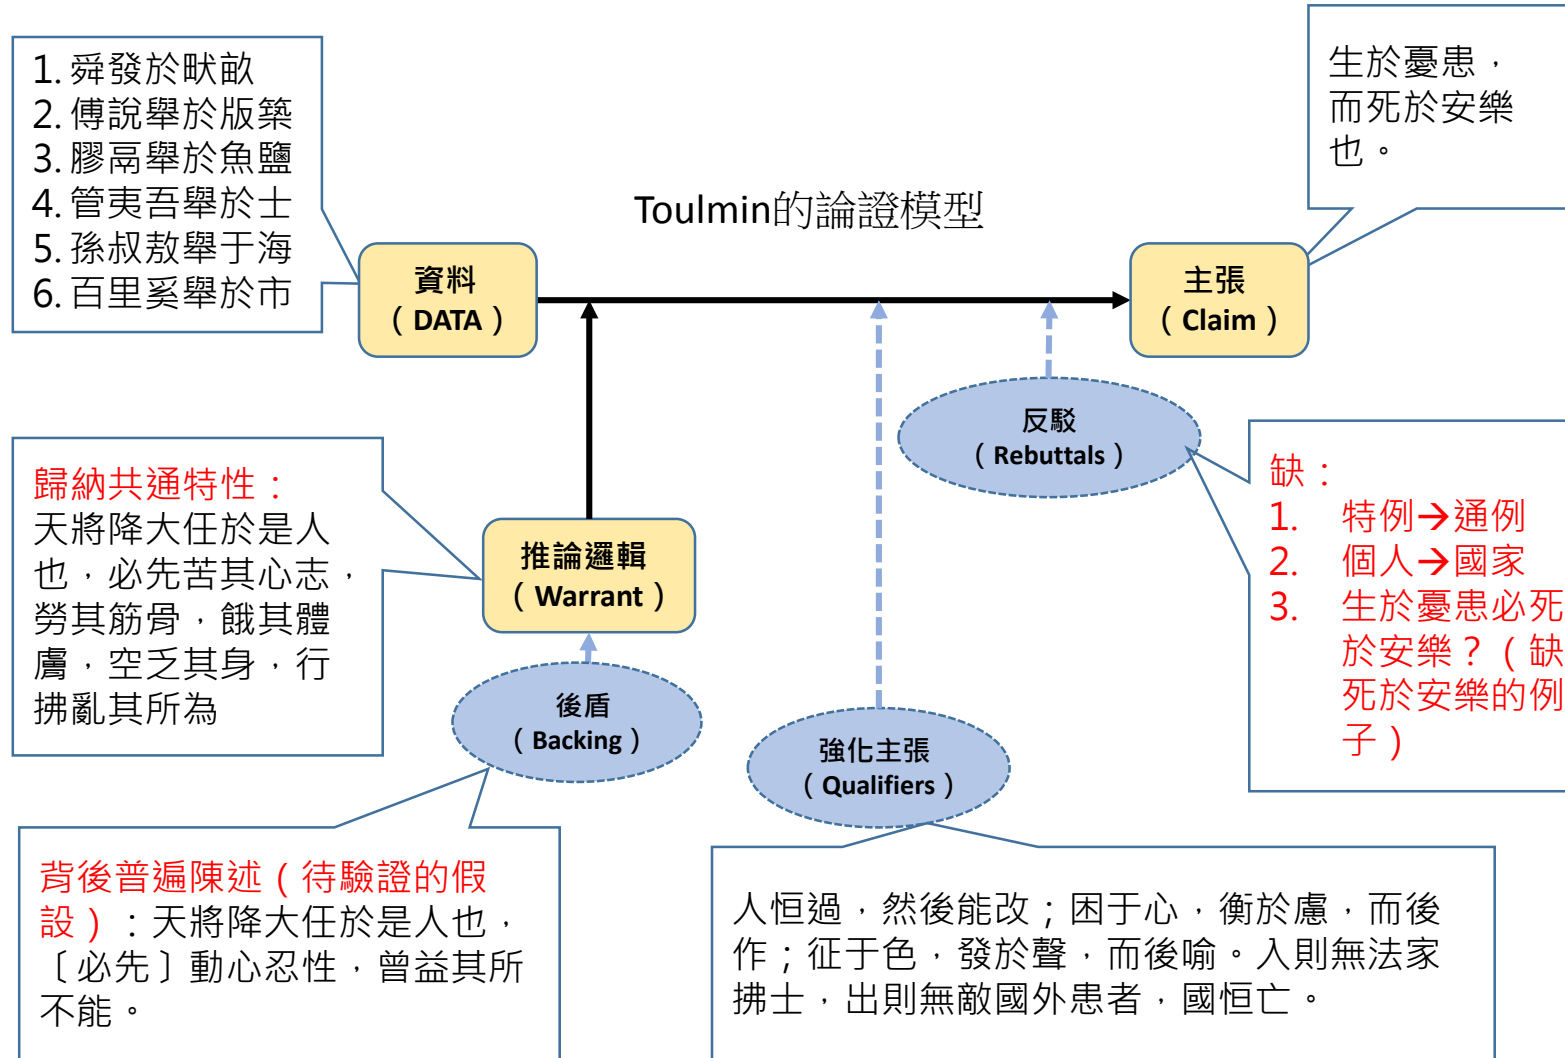 1. 舜發於畎畝
2. 傅說舉於版築
3. 膠鬲舉於魚鹽
4. 管夷吾舉於士
5. 孫叔敖舉于海
6. 百里奚舉於市
生於憂患，
而死於安樂
也。
Toulmin的論證模型
資料
（DATA）
主張
（Claim）
反駁
（Rebuttals）
缺：
1. 特例→通例
2. 個人→國家
3. 生於憂患必死
於安樂？（缺
死於安樂的例
子）
歸納共通特性：
天將降大任於是人
也，必先苦其心志，
勞其筋骨，餓其體
膚，空乏其身，行
拂亂其所為
推論邏輯
（Warrant）
後盾
（Backing）
強化主張
（Qualifiers）
背後普遍陳述（待驗證的假
設）：天將降大任於是人也，
〔必先〕動心忍性，曾益其所
不能。
人恒過，然後能改；困于心，衡於慮，而後
作；征于色，發於聲，而後喻。入則無法家
拂士，出則無敵國外患者，國恒亡。